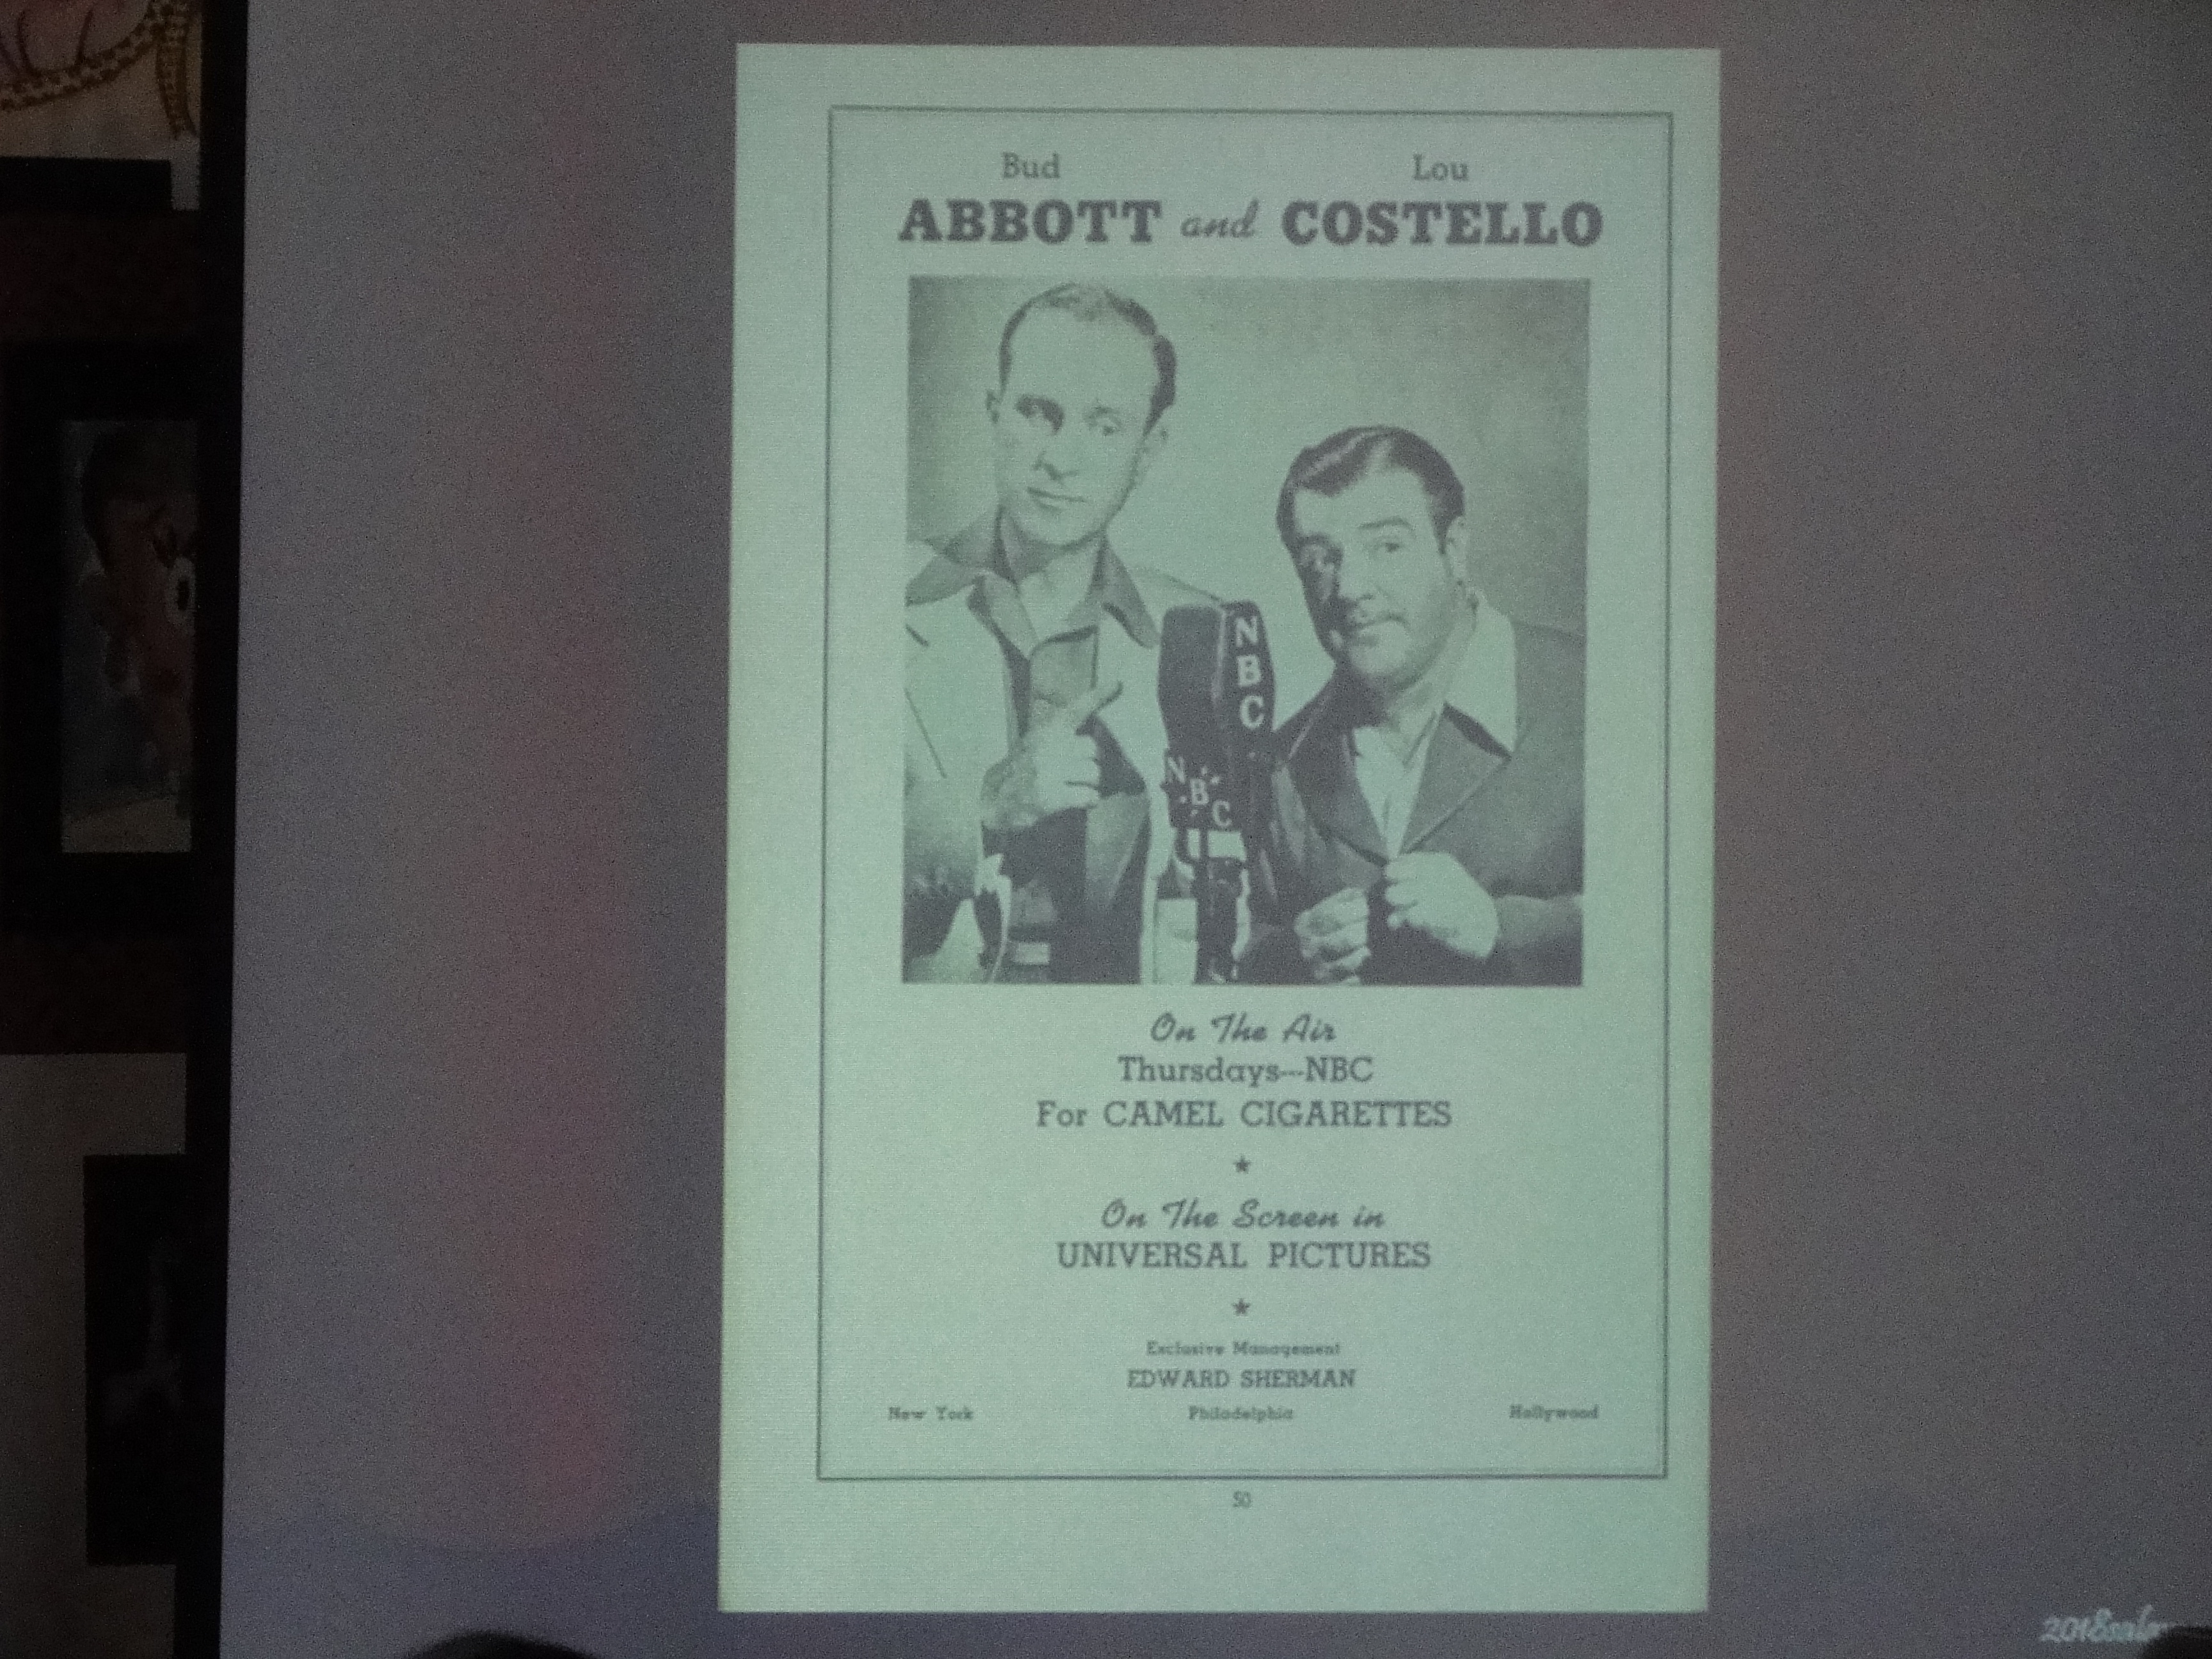 Bud Lou
ABBOTT and COSTELLO
NBC
NBC
On The Air
Thursdays---NBC
For CAMEL CIGARETTES
★
On The Screen in
UNIVERSAL PICTURES
★
Exclusive Management
EDWARD SHERMAN
New York Philadelphia Hollywood
50